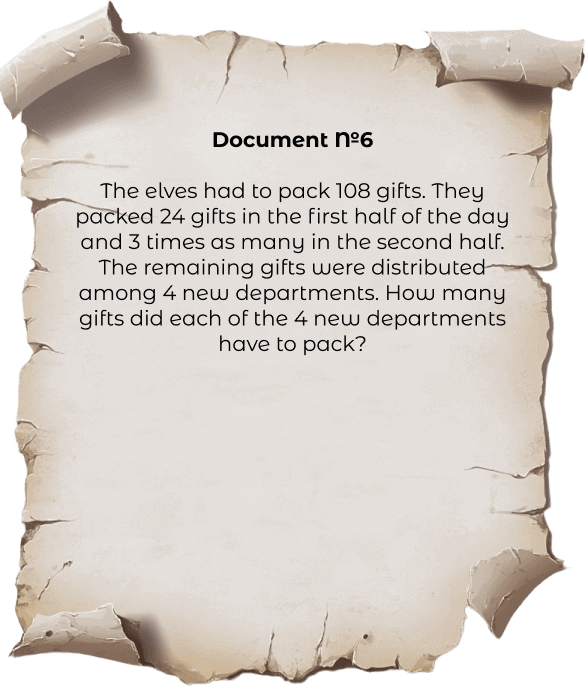 Document Nº6
The elves had to pack 108 gifts. They
packed 24 gifts in the first half of the day
and 3 times as many in the second half.
The remaining gifts were distributed
among 4 new departments. How many
gifts did each of the 4 new departments
have to pack?